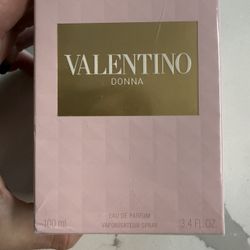 VALENTINO
DONNA
EAU DE PARFUM
100 ml VAPORISATEUR SPRAY 3.4 FL.OZ.